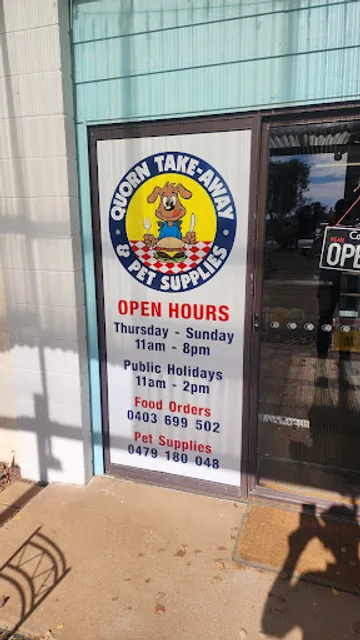 QUORN TAKE-AWAY
& PET SUPPLIES
OPEN HOURS
Thursday - Sunday
11am - 8pm
Public Holidays
11am - 2pm
Food Orders
0403 699 502
Pet Supplies
0479 180 048